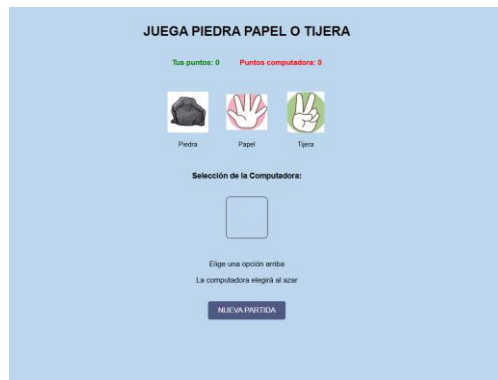 JUEGA PIEDRA PAPEL O TIJERA
Tus puntos: 0 Puntos computadora: 0
Piedra Papel Tijera
Selección de la Computadora:
Elige una opción arriba
La computadora elegirá al azar
NUEVA PARTIDA